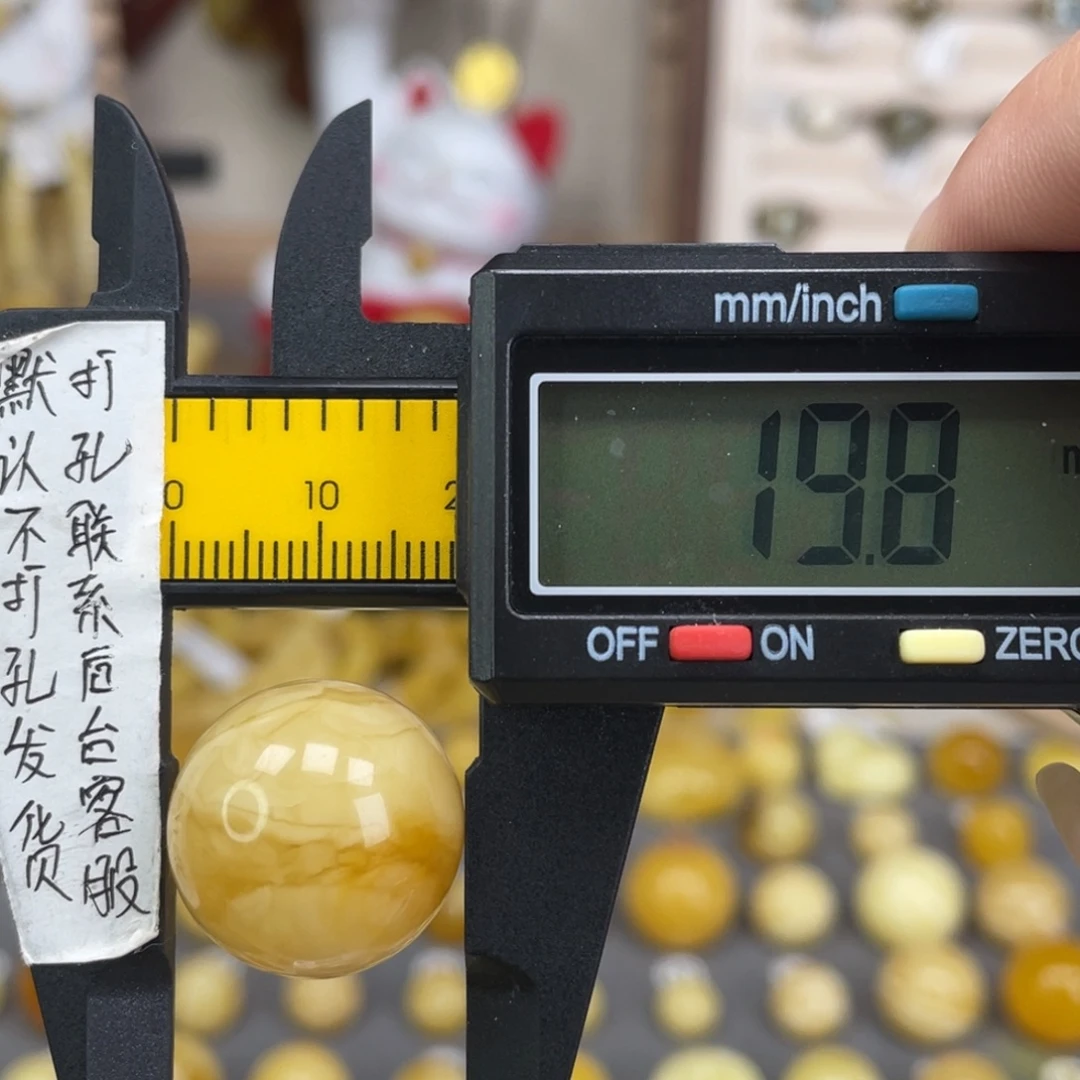 打孔联系后台客服
默认不打孔发货
mm/inch
19.8
0 10 2
OFF ON ZERO